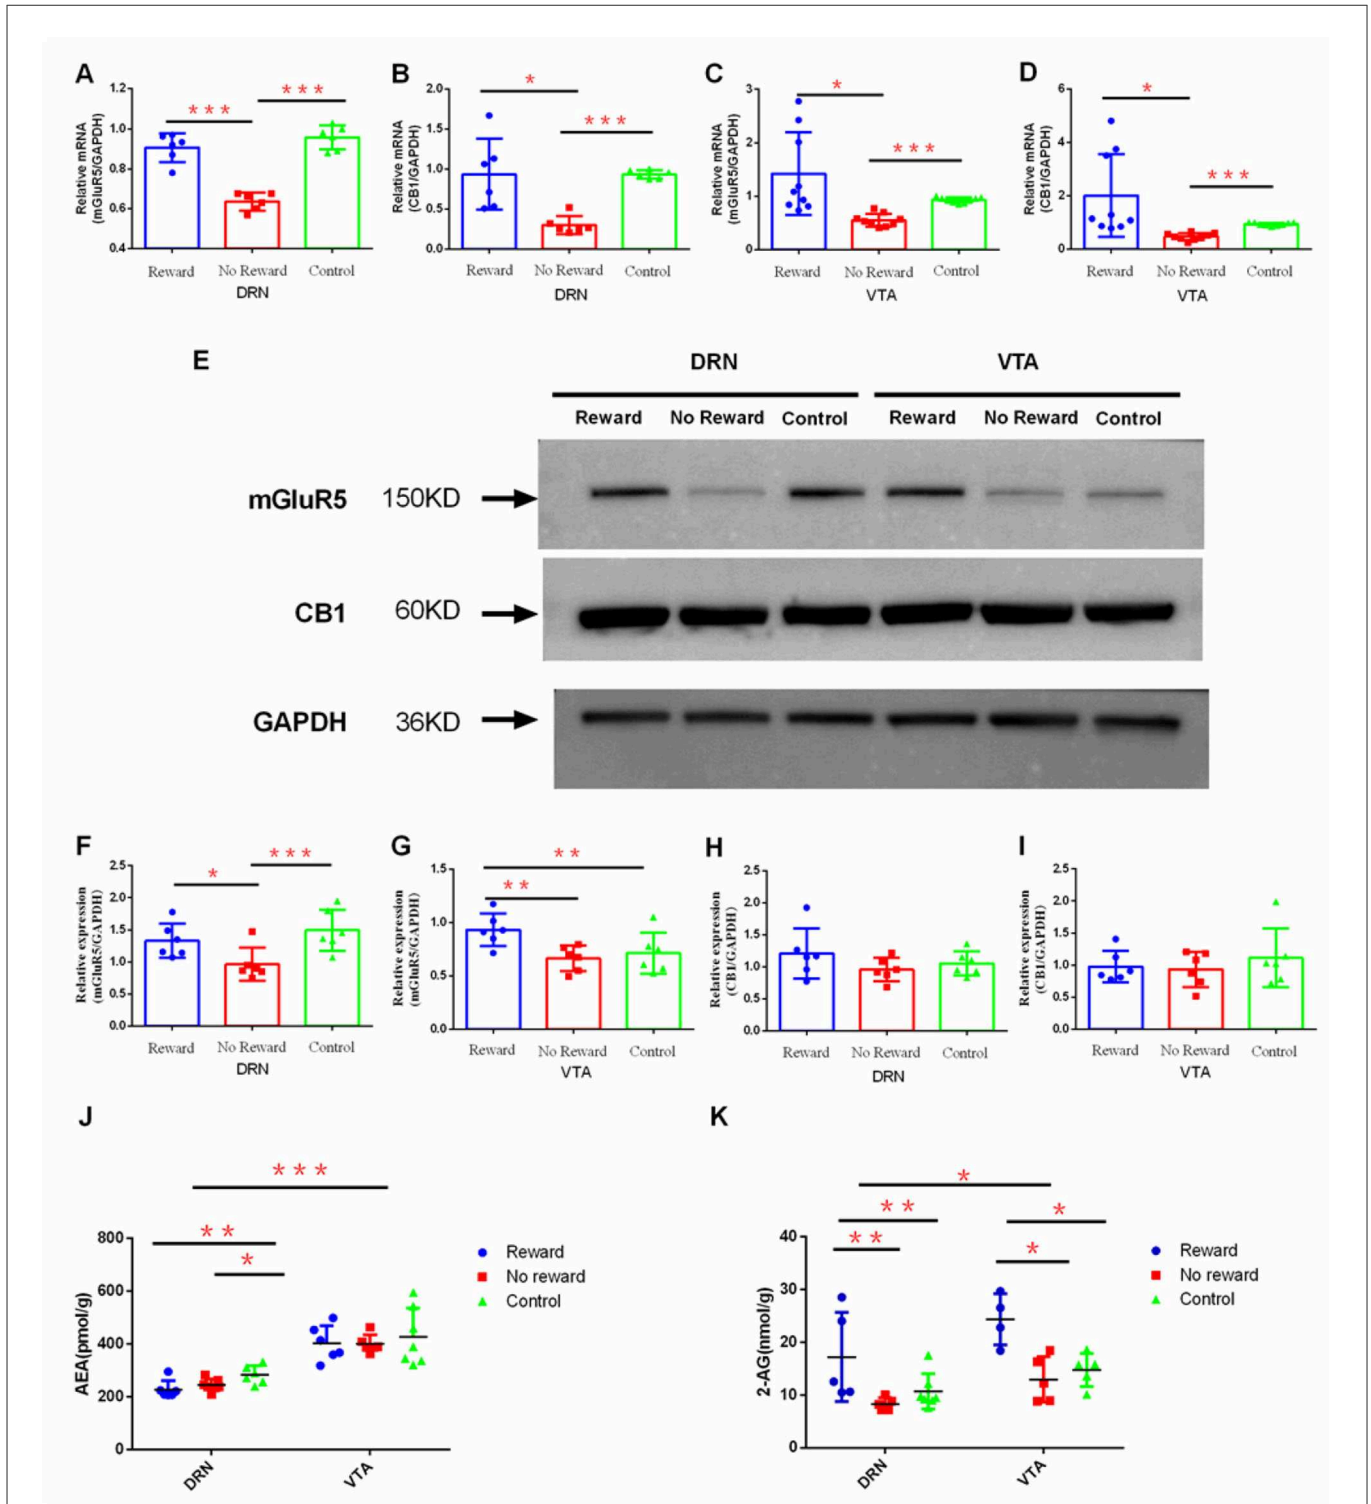 A
Relative mRNA
(mGluR5/GAPDH)
1.2
1.0
0.8
0.6
0.4
* * *
* * *
Reward
No Reward
Control
DRN
B
Relative mRNA
(CB1/GAPDH)
2.0
1.5
1.0
0.5
0.0
*
* * *
Reward
No Reward
Control
DRN
C
Relative mRNA
(mGluR5/GAPDH)
3
2
1
0
*
* * *
Reward
No Reward
Control
VTA
D
Relative mRNA
(CB1/GAPDH)
6
4
2
0
*
* * *
Reward
No Reward
Control
VTA
E
DRN
VTA
Reward
No Reward
Control
Reward
No Reward
Control
mGluR5 150KD
CB1 60KD
GAPDH 36KD
F
Relative expression
(mGluR5/GAPDH)
2.5
2.0
1.5
1.0
0.5
0.0
*
* * *
Reward
No Reward
Control
DRN
G
Relative expression
(mGluR5/GAPDH)
1.5
1.0
0.5
0.0
* *
* *
Reward
No Reward
Control
VTA
H
Relative expression
(CB1/GAPDH)
2.5
2.0
1.5
1.0
0.5
0.0
Reward
No Reward
Control
DRN
I
Relative expression
(CB1/GAPDH)
2.5
2.0
1.5
1.0
0.5
0.0
Reward
No Reward
Control
VTA
J
AEA(pmol/g)
800
600
400
200
0
* * *
* *
*
DRN
VTA
Reward
No reward
Control
K
2-AG(nmol/g)
40
30
20
10
0
*
* *
* *
*
*
DRN
VTA
Reward
No reward
Control